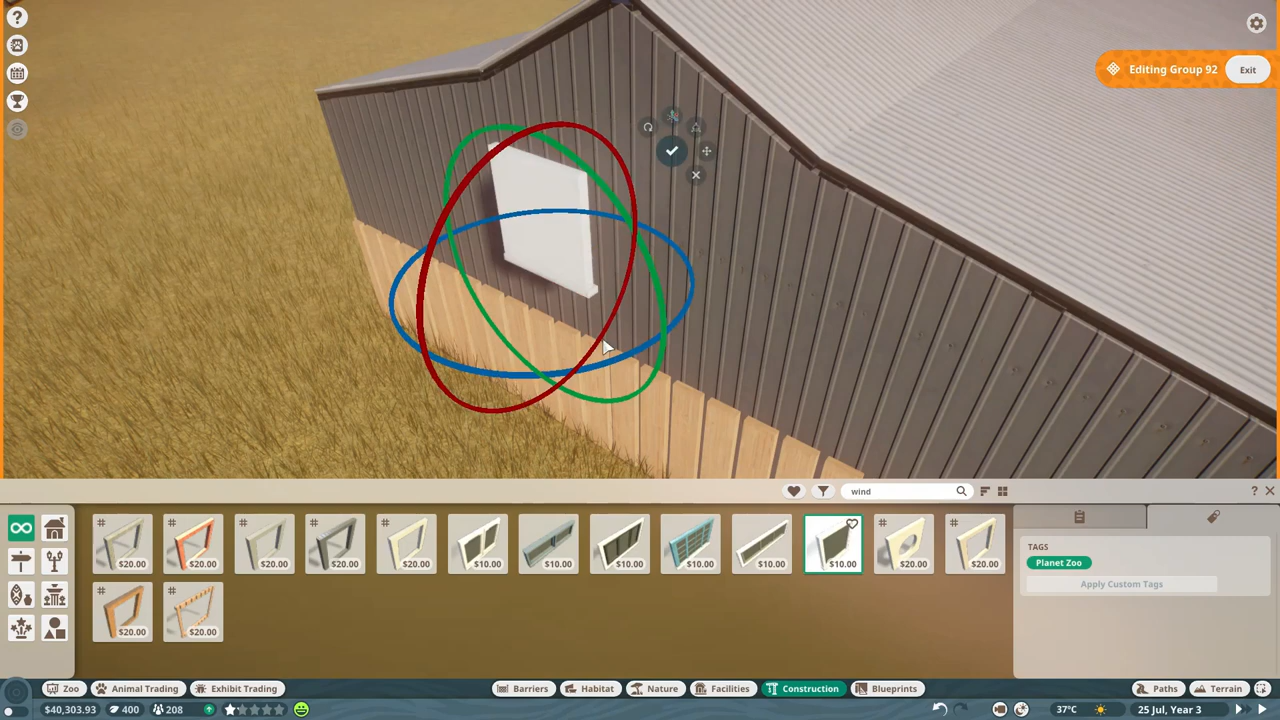 ?
Editing Group 92
Exit
wind
?
$20.00
$20.00
$20.00
$20.00
$20.00
$10.00
$10.00
$10.00
$10.00
$10.00
$10.00
$20.00
$20.00
$20.00
$20.00
TAGS
Planet Zoo
Apply Custom Tags
Zoo
Animal Trading
Exhibit Trading
Barriers
Habitat
Nature
Facilities
Construction
Blueprints
Paths
Terrain
$40,303.93
400
208
37°C
25 Jul, Year 3